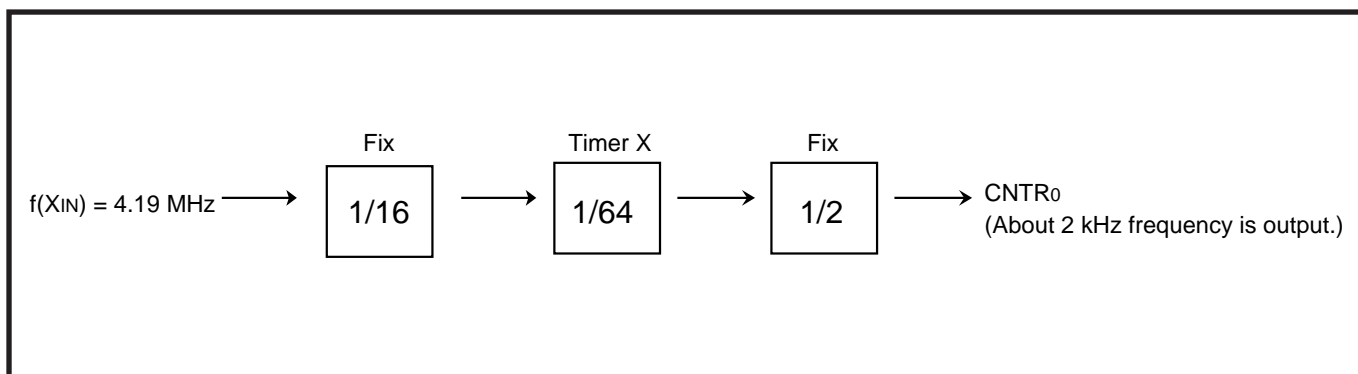 Fix Timer X Fix
f(XIN) = 4.19 MHz 1/16 1/64 1/2 CNTR0
(About 2 kHz frequency is output.)